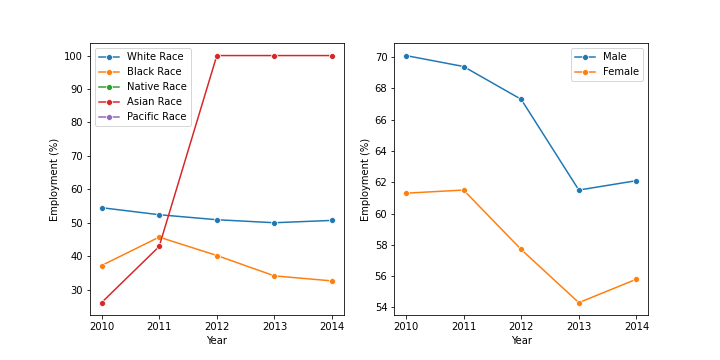 100
90
80
70
60
50
40
30
Employment (%)
2010 2011 2012 2013 2014
Year
White Race
Black Race
Native Race
Asian Race
Pacific Race
70
68
66
64
62
60
58
56
54
Employment (%)
2010 2011 2012 2013 2014
Year
Male
Female